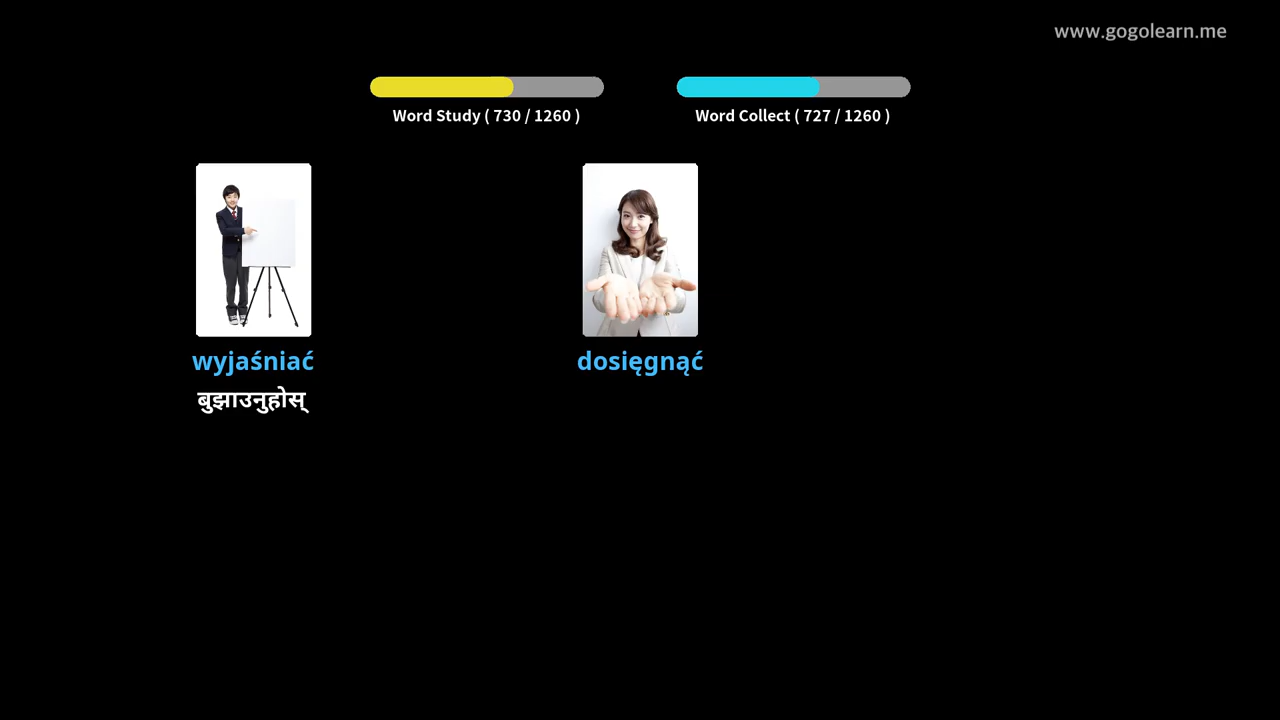 www.gogolearn.me
Word Study ( 730 / 1260 )
Word Collect ( 727 / 1260 )
wyjaśniać
dosięgnąć
बुझाउनुहोस्